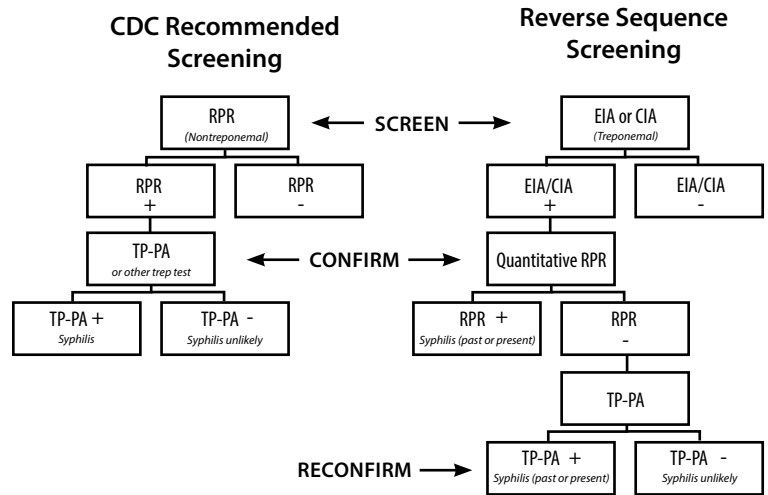 CDC Recommended
Screening
Reverse Sequence
Screening
RPR
(Nontreponemal)
SCREEN
EIA or CIA
(Treponemal)
RPR
+
RPR
-
EIA/CIA
+
EIA/CIA
-
TP-PA
or other trep test
CONFIRM
Quantitative RPR
TP-PA +
Syphilis
TP-PA -
Syphilis unlikely
RPR +
Syphilis (past or present)
RPR
-
TP-PA
RECONFIRM
TP-PA +
Syphilis (past or present)
TP-PA -
Syphilis unlikely